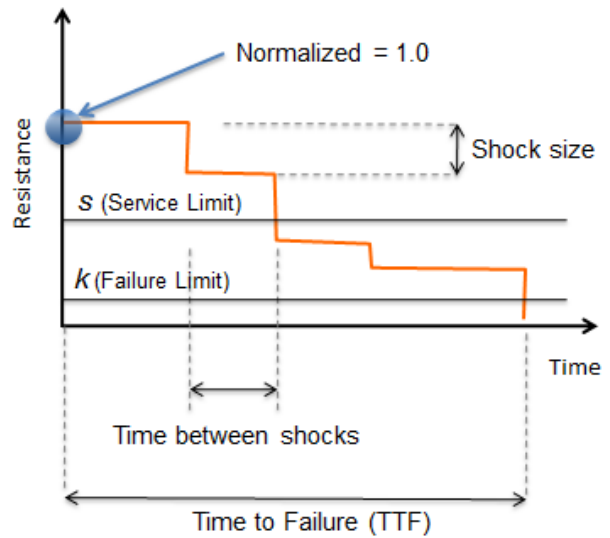 Normalized = 1.0
Resistance
Shock size
s (Service Limit)
k (Failure Limit)
Time
Time between shocks
Time to Failure (TTF)